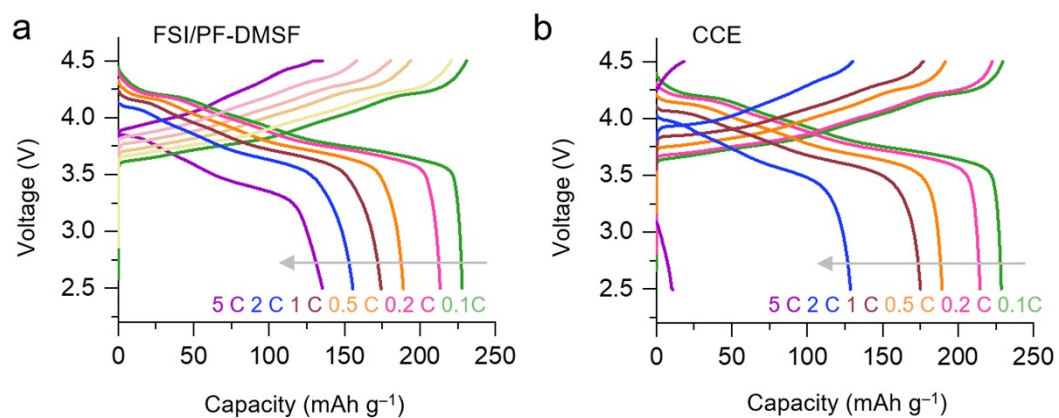 a
FSI/PF-DMSF
4.5
4.0
3.5
3.0
2.5
Voltage (V)
5 C 2 C 1 C 0.5 C 0.2 C 0.1C
0 50 100 150 200 250
Capacity (mAh g⁻¹)
b
CCE
4.5
4.0
3.5
3.0
2.5
Voltage (V)
5 C 2 C 1 C 0.5 C 0.2 C 0.1C
0 50 100 150 200 250
Capacity (mAh g⁻¹)